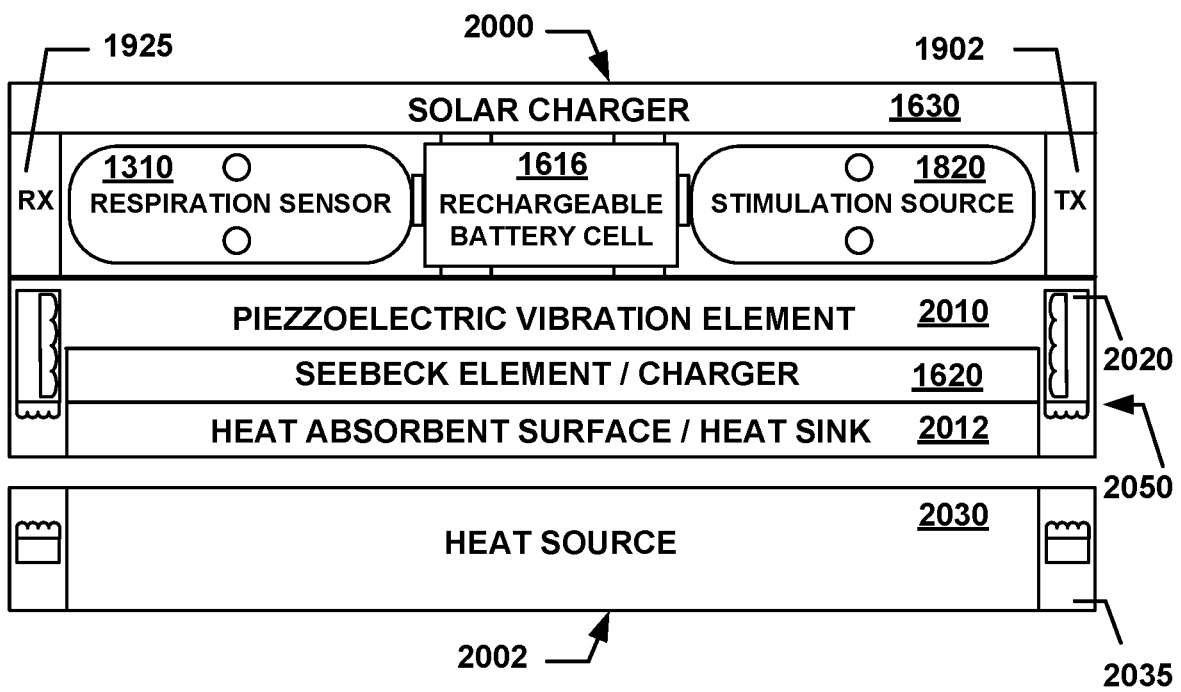 2000
1925
1902
SOLAR CHARGER 1630
RX
1310
RESPIRATION SENSOR
1616
RECHARGEABLE
BATTERY CELL
1820
STIMULATION SOURCE
TX
PIEZZOELECTRIC VIBRATION ELEMENT 2010
2020
SEEBECK ELEMENT / CHARGER 1620
HEAT ABSORBENT SURFACE / HEAT SINK 2012
2050
2030
HEAT SOURCE
2002
2035